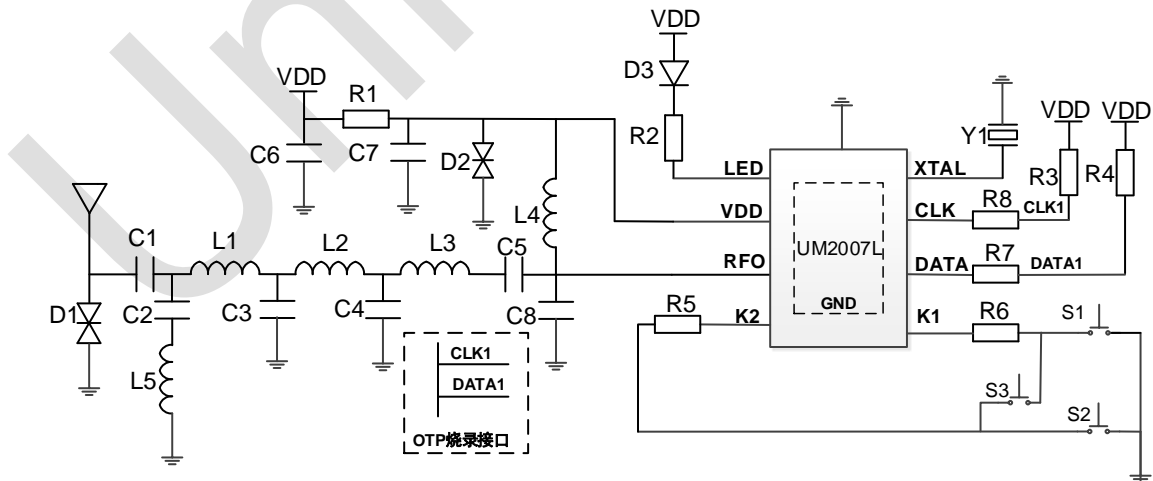 Uni
VDD
VDD
R1
D3
C6
C7
D2
R2
L4
LED
VDD
RFO
K2
UM2007L
GND
XTAL
CLK
DATA
K1
Y1
VDD
VDD
R3
R4
R8
CLK1
R7
DATA1
R6
S1
S3
S2
R5
C1
L1
L2
L3
C5
D1
C2
C3
C4
C8
L5
CLK1
DATA1
OTP烧录接口